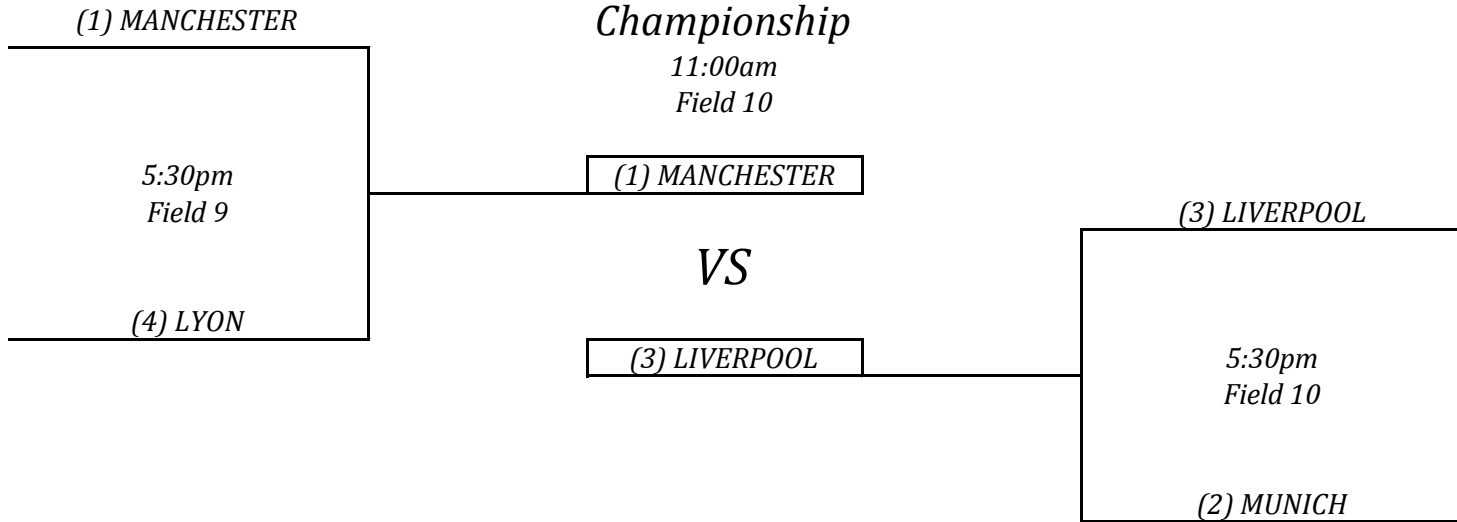 (1) MANCHESTER
5:30pm
Field 9
(4) LYON
Championship
11:00am
Field 10
(1) MANCHESTER
VS
(3) LIVERPOOL
(3) LIVERPOOL
5:30pm
Field 10
(2) MUNICH